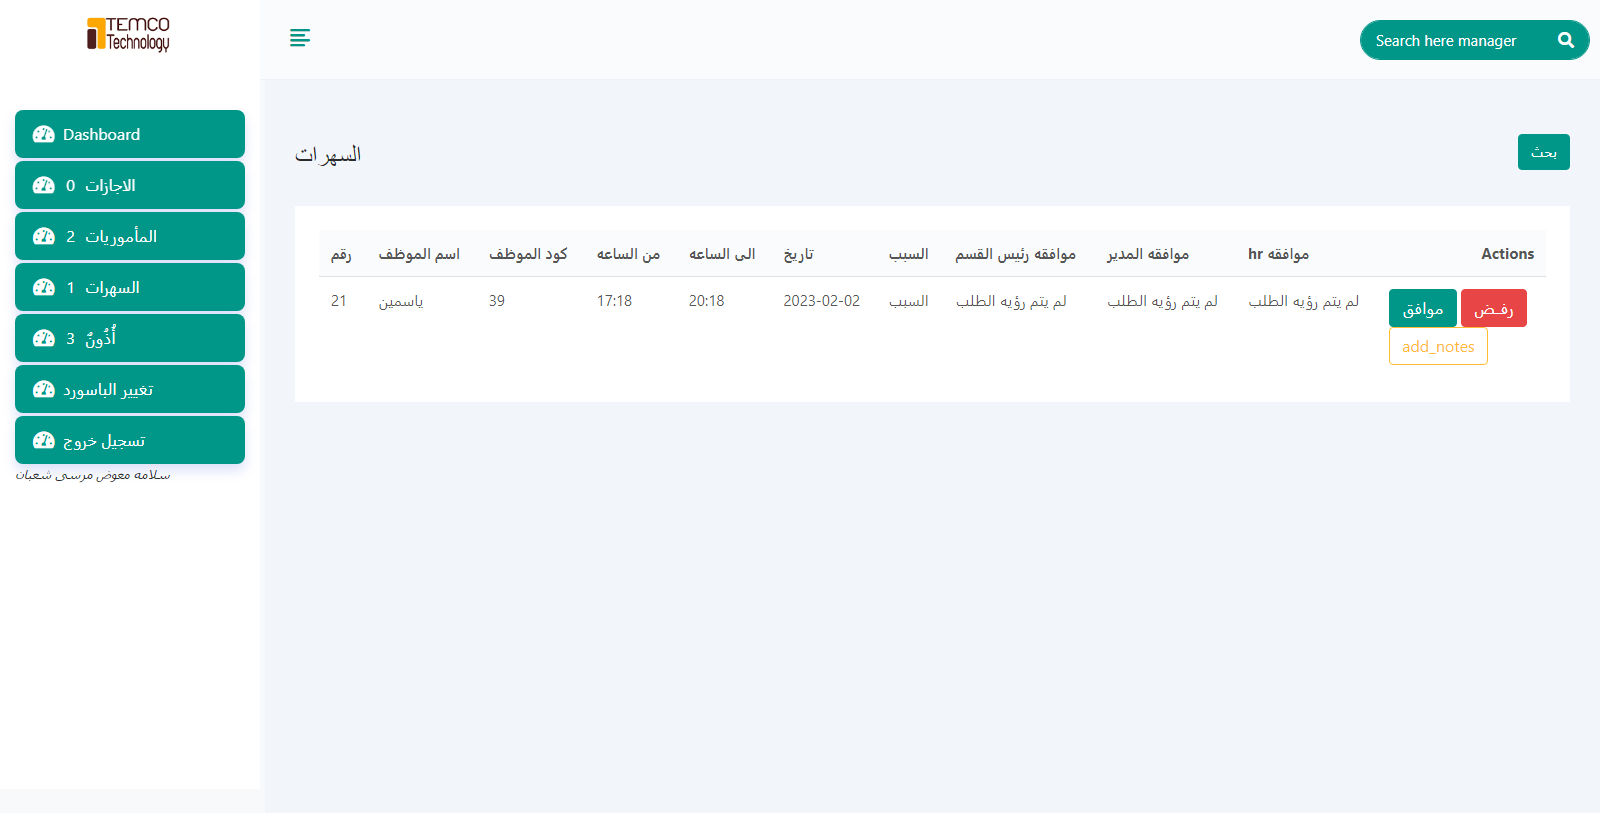 TEMCO
Technology
Search here manager
Dashboard
الاجازات 0
المأموريات 2
السهرات 1
أُذُونٌ 3
تغيير الباسورد
تسجيل خروج
سلامه معوض مرسى شعبان
السهرات
بحث
رقم اسم الموظف كود الموظف من الساعه الى الساعه تاريخ السبب موافقه رئيس القسم موافقه المدير موافقه hr Actions
21 ياسمين 39 17:18 20:18 2023-02-02 السبب لم يتم رؤيه الطلب لم يتم رؤيه الطلب لم يتم رؤيه الطلب موافق رفض
add_notes